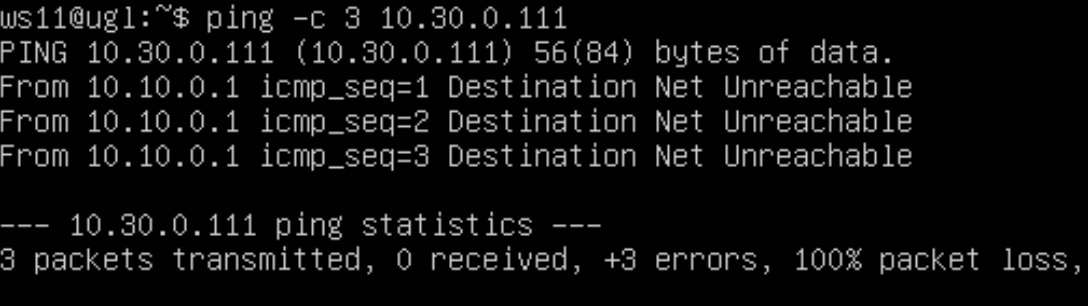 ws11@ugl:~$ ping -c 3 10.30.0.111
PING 10.30.0.111 (10.30.0.111) 56(84) bytes of data.
From 10.10.0.1 icmp_seq=1 Destination Net Unreachable
From 10.10.0.1 icmp_seq=2 Destination Net Unreachable
From 10.10.0.1 icmp_seq=3 Destination Net Unreachable
--- 10.30.0.111 ping statistics ---
3 packets transmitted, 0 received, +3 errors, 100% packet loss,